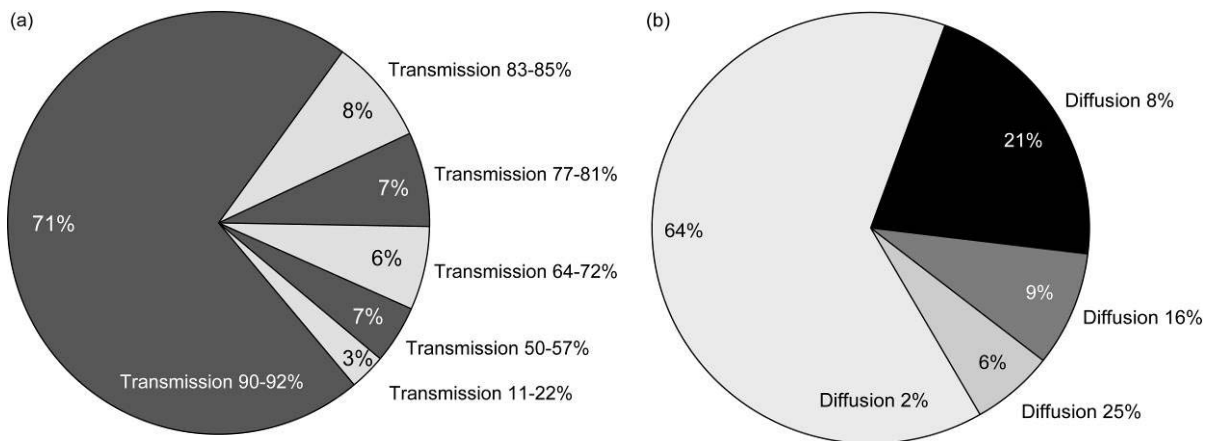 (a)
Transmission 83-85%
8%
Transmission 77-81%
7%
71%
6%
Transmission 64-72%
7%
Transmission 50-57%
3%
Transmission 90-92%
Transmission 11-22%
(b)
Diffusion 8%
21%
64%
9%
Diffusion 16%
6%
Diffusion 2%
Diffusion 25%